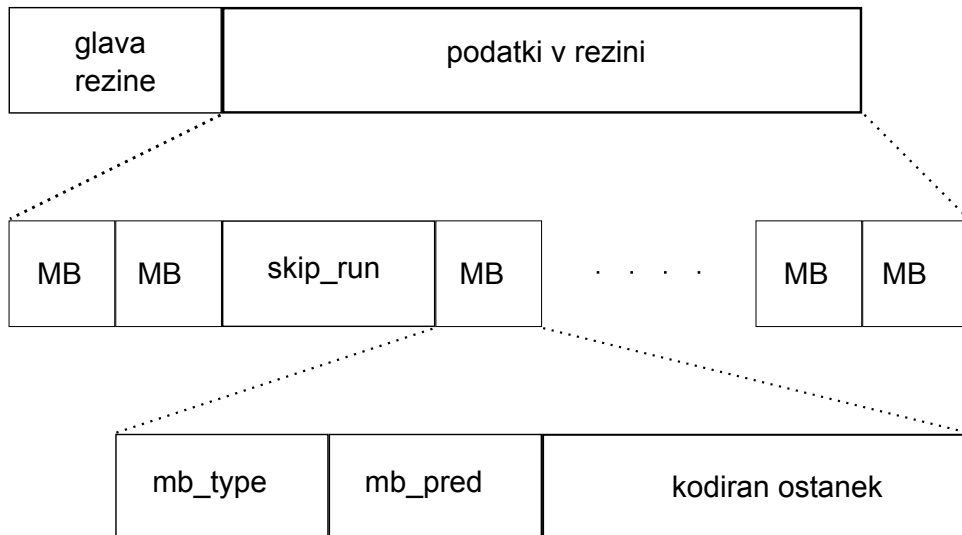 glava
rezine
podatki v rezini
MB MB skip_run MB . . . . MB MB
mb_type mb_pred kodiran ostanek